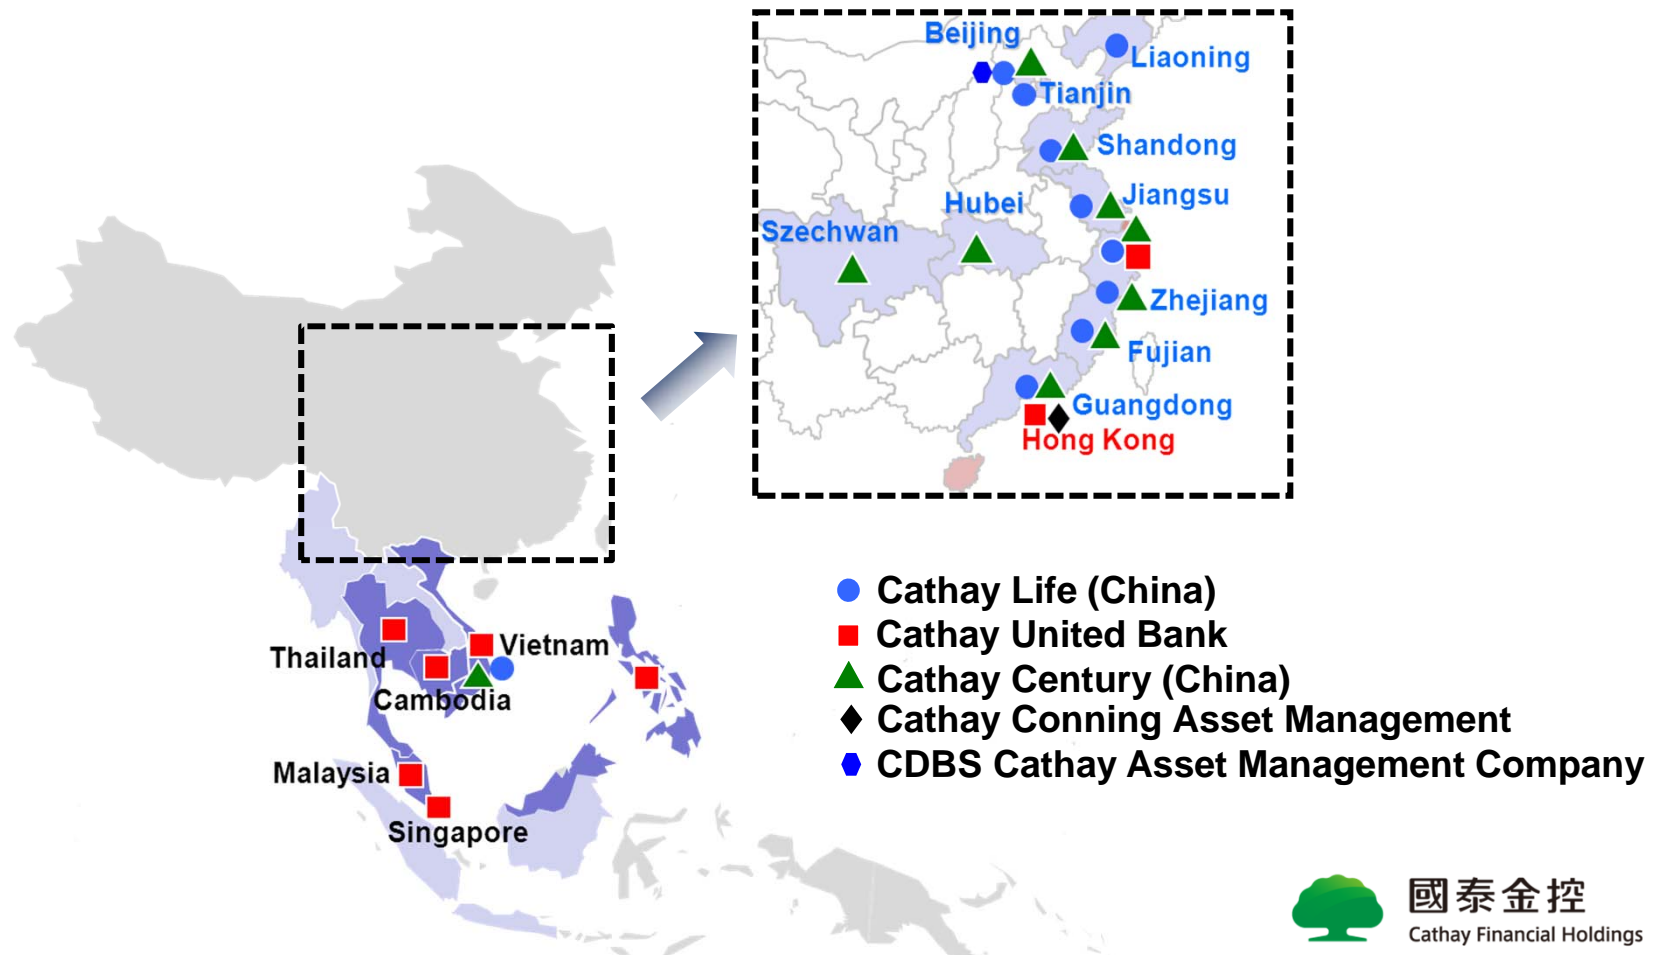 Beijing
Liaoning
Tianjin
Shandong
Jiangsu
Hubei
Szechwan
Zhejiang
Fujian
Guangdong
Hong Kong
Vietnam
Thailand
Cambodia
Malaysia
Singapore
Cathay Life (China)
Cathay United Bank
Cathay Century (China)
Cathay Conning Asset Management
CDBS Cathay Asset Management Company
國泰金控
Cathay Financial Holdings